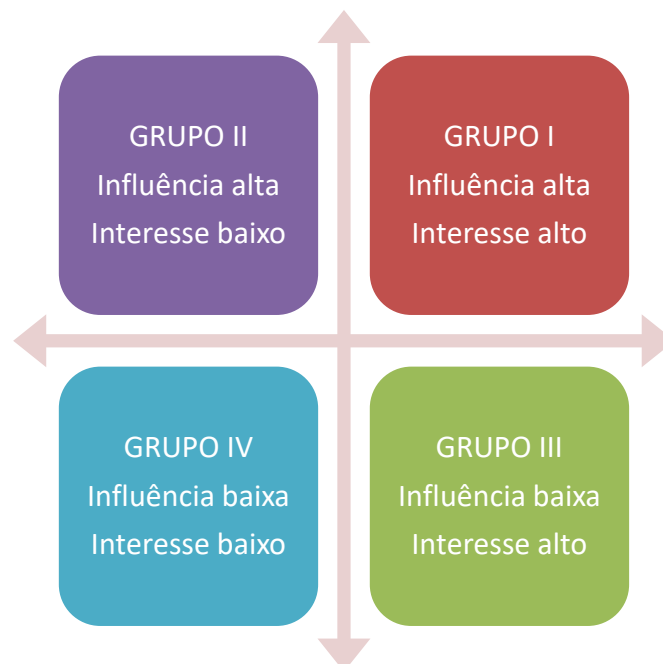 GRUPO II
Influência alta
Interesse baixo
GRUPO I
Influência alta
Interesse alto
GRUPO IV
Influência baixa
Interesse baixo
GRUPO III
Influência baixa
Interesse alto